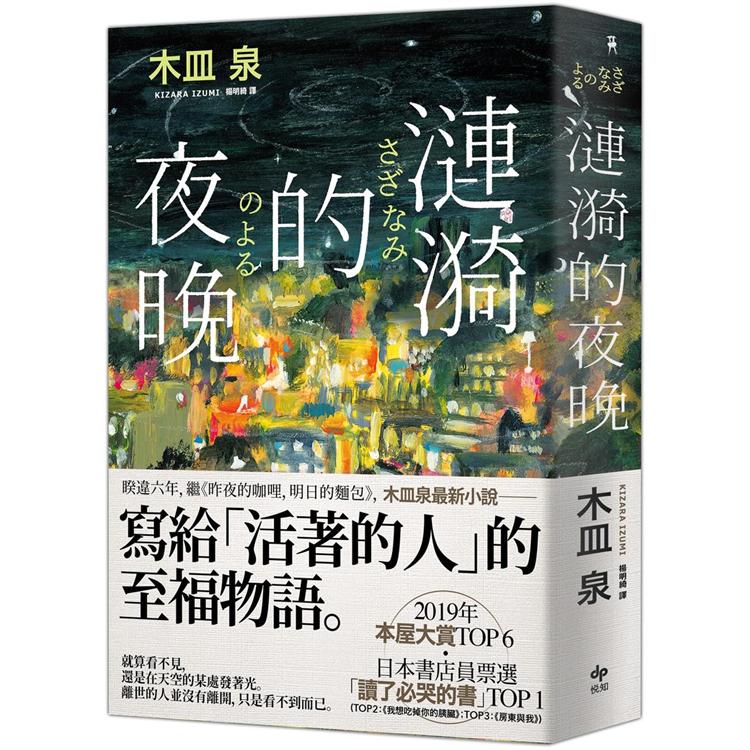 木皿 泉
KIZARA IZUMI 楊明綺 譯
漣漪
さざなみ
的
のよる
夜晚
睽違六年,繼《昨夜的咖哩,明日的麵包》,木皿泉最新小說——
寫給「活著的人」的
至福物語。
2019年
本屋大賞TOP6
・
日本書店員票選
「讀了必哭的書」TOP1
(TOP2:《我想吃掉你的胰臟》;TOP3:《房東與我》)
就算看不見,
還是在天空的某處發著光。
離世的人並沒有離開,只是看不到而已。
さざ
なみ
の
よる
漣漪的夜晚
KIZARA IZUMI
木皿 泉
楊明綺 譯
dp
悦知